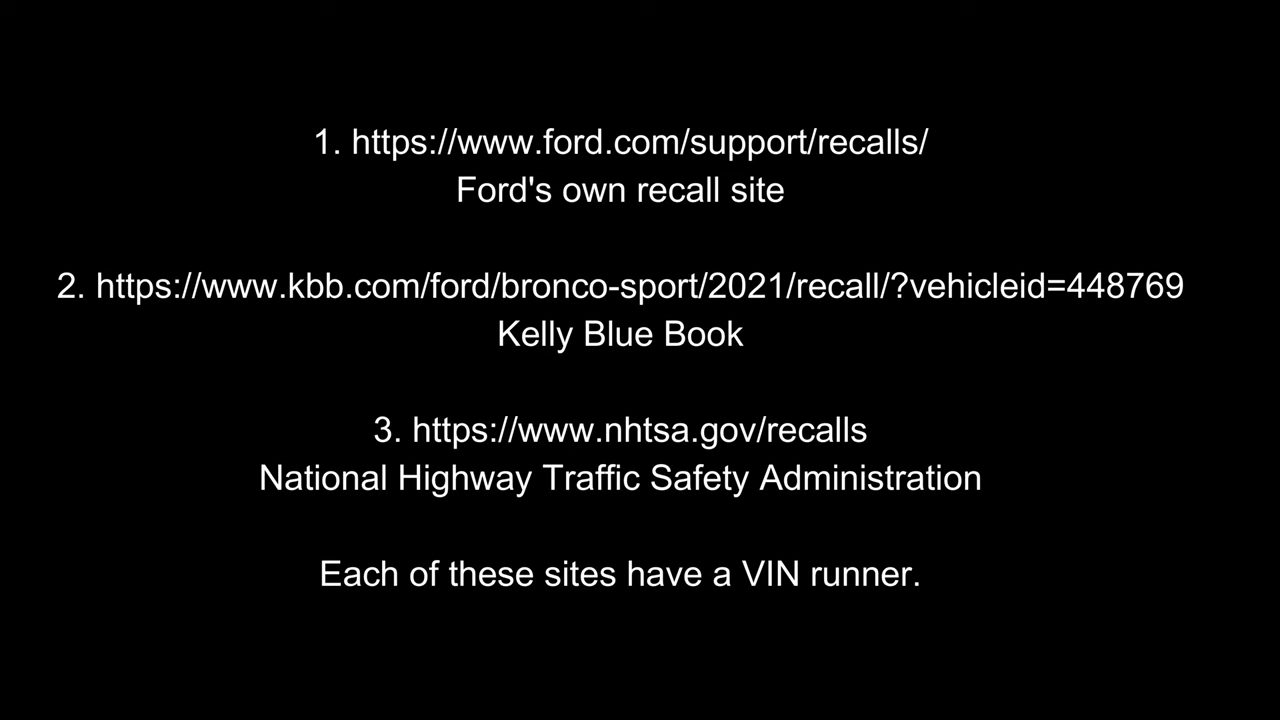 1. https://www.ford.com/support/recalls/
Ford's own recall site
2. https://www.kbb.com/ford/bronco-sport/2021/recall/?vehicleid=448769
Kelly Blue Book
3. https://www.nhtsa.gov/recalls
National Highway Traffic Safety Administration
Each of these sites have a VIN runner.